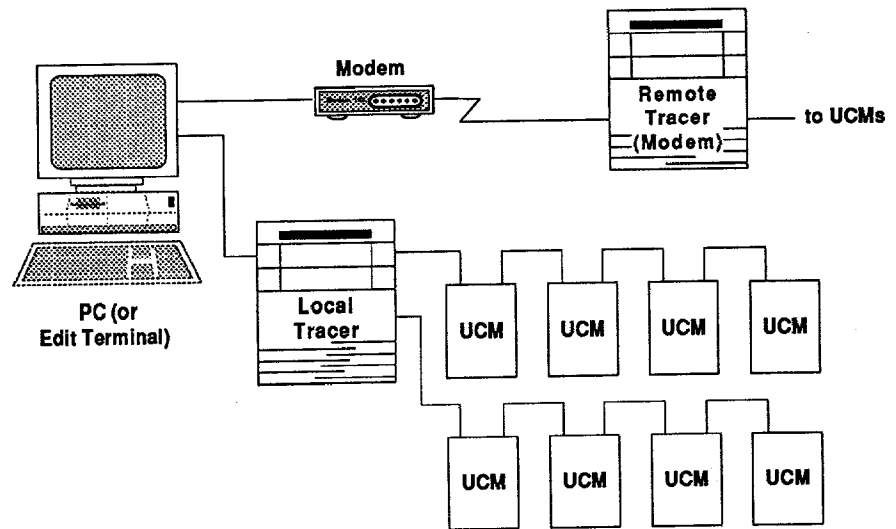 Modem
Remote
Tracer
(Modem)
to UCMs
PC (or
Edit Terminal)
Local
Tracer
UCM
UCM
UCM
UCM
UCM
UCM
UCM
UCM